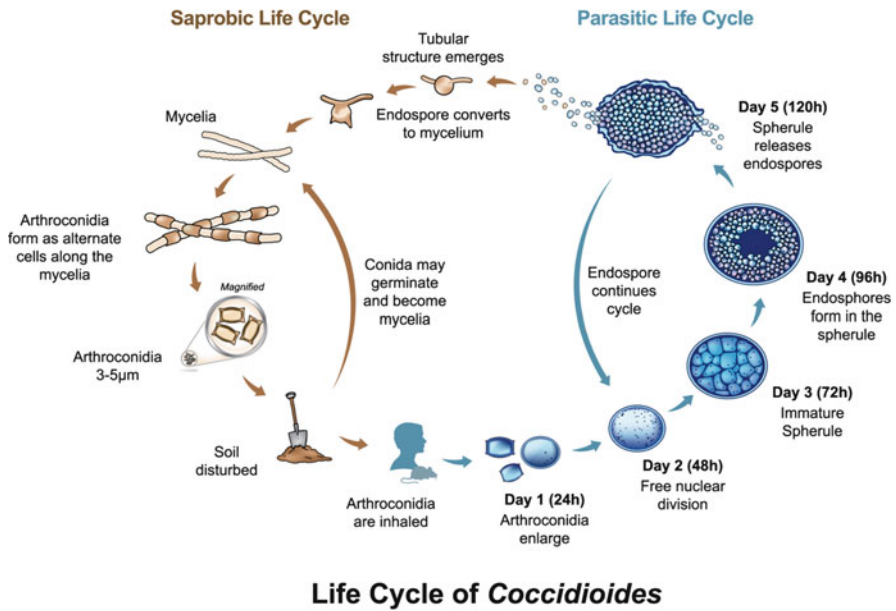 Saprobic Life Cycle
Parasitic Life Cycle
Tubular
structure emerges
Endospore converts
to mycelium
Mycelia
Arthroconidia
form as alternate
cells along the
mycelia
Magnified
Arthroconidia
3-5μm
Conida may
germinate
and become
mycelia
Soil
disturbed
Arthroconidia
are inhaled
Day 1 (24h)
Arthroconidia
enlarge
Day 2 (48h)
Free nuclear
division
Day 3 (72h)
Immature
Spherule
Day 4 (96h)
Endosphores
form in the
spherule
Day 5 (120h)
Spherule
releases
endospores
Endospore
continues
cycle
Life Cycle of Coccidioides